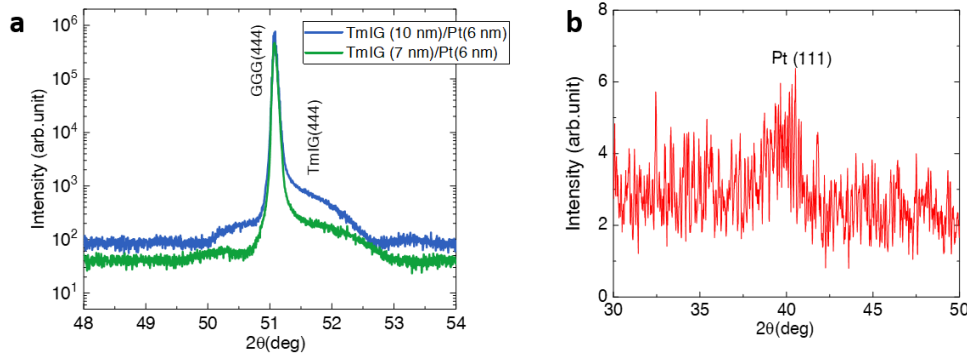 a
10⁶
10⁵
10⁴
10³
10²
10¹
Intensity (arb.unit)
48 49 50 51 52 53 54
2θ(deg)
GGG(444)
TmIG(444)
TmIG (10 nm)/Pt(6 nm)
TmIG (7 nm)/Pt(6 nm)
b
8
6
4
2
0
Intensity (arb.unit)
30 35 40 45 50
2θ(deg)
Pt (111)